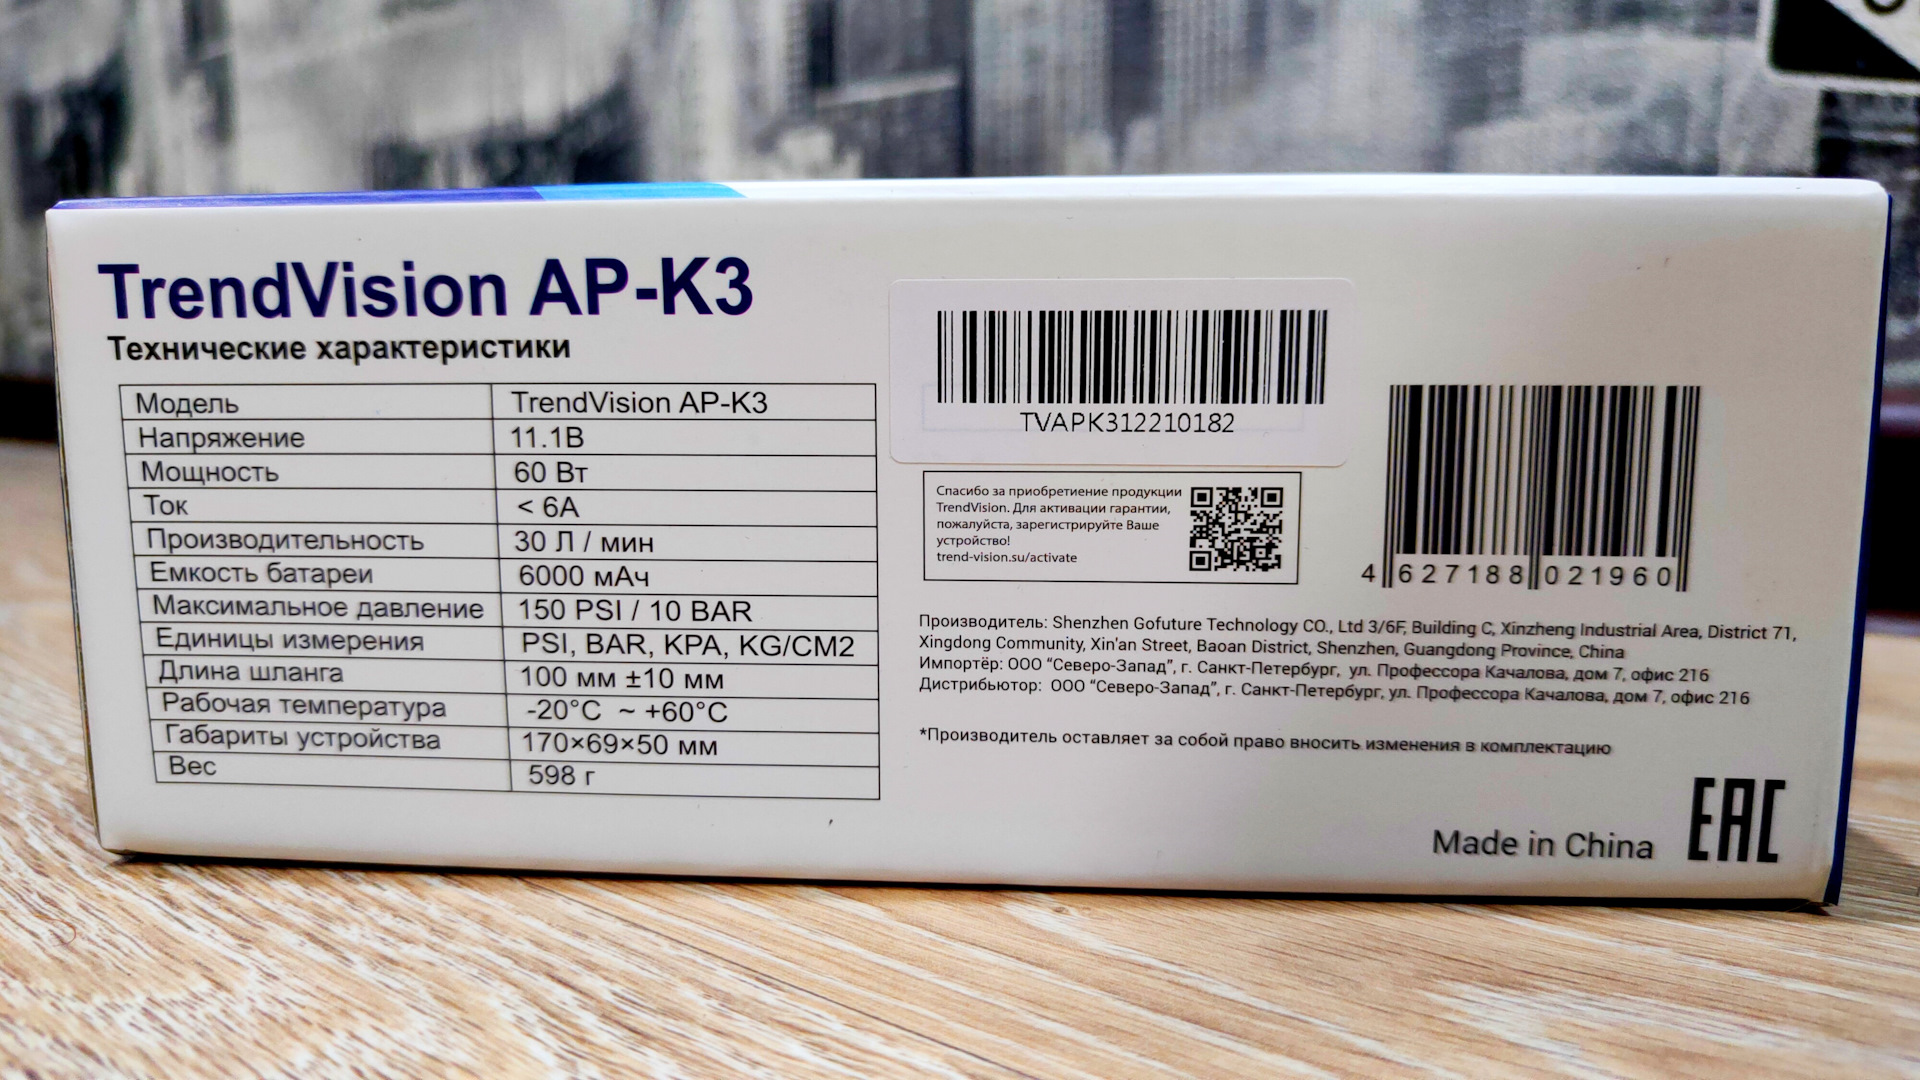 TrendVision AP-K3
Технические характеристики
Модель TrendVision AP-K3
Напряжение 11.1В
Мощность 60 Вт
Ток < 6А
Производительность 30 Л / мин
Емкость батареи 6000 мАч
Максимальное давление 150 PSI / 10 BAR
Единицы измерения PSI, BAR, KPA, KG/CM2
Длина шланга 100 мм ±10 мм
Рабочая температура -20°C ~ +60°C
Габариты устройства 170×69×50 мм
Вес 598 г
TVAPK312210182
Спасибо за приобретиение продукции
TrendVision. Для активации гарантии,
пожалуйста, зарегистрируйте Ваше
устройство!
trend-vision.su/activate
4 627188 021960
Производитель: Shenzhen Gofuture Technology CO., Ltd 3/6F, Building C, Xinzheng Industrial Area, District 71,
Xingdong Community, Xin'an Street, Baoan District, Shenzhen, Guangdong Province, China
Импортёр: ООО “Северо-Запад”, г. Санкт-Петербург, ул. Профессора Качалова, дом 7, офис 216
Дистрибьютор: ООО “Северо-Запад”, г. Санкт-Петербург, ул. Профессора Качалова, дом 7, офис 216
*Производитель оставляет за собой право вносить изменения в комплектацию
Made in China
EAC